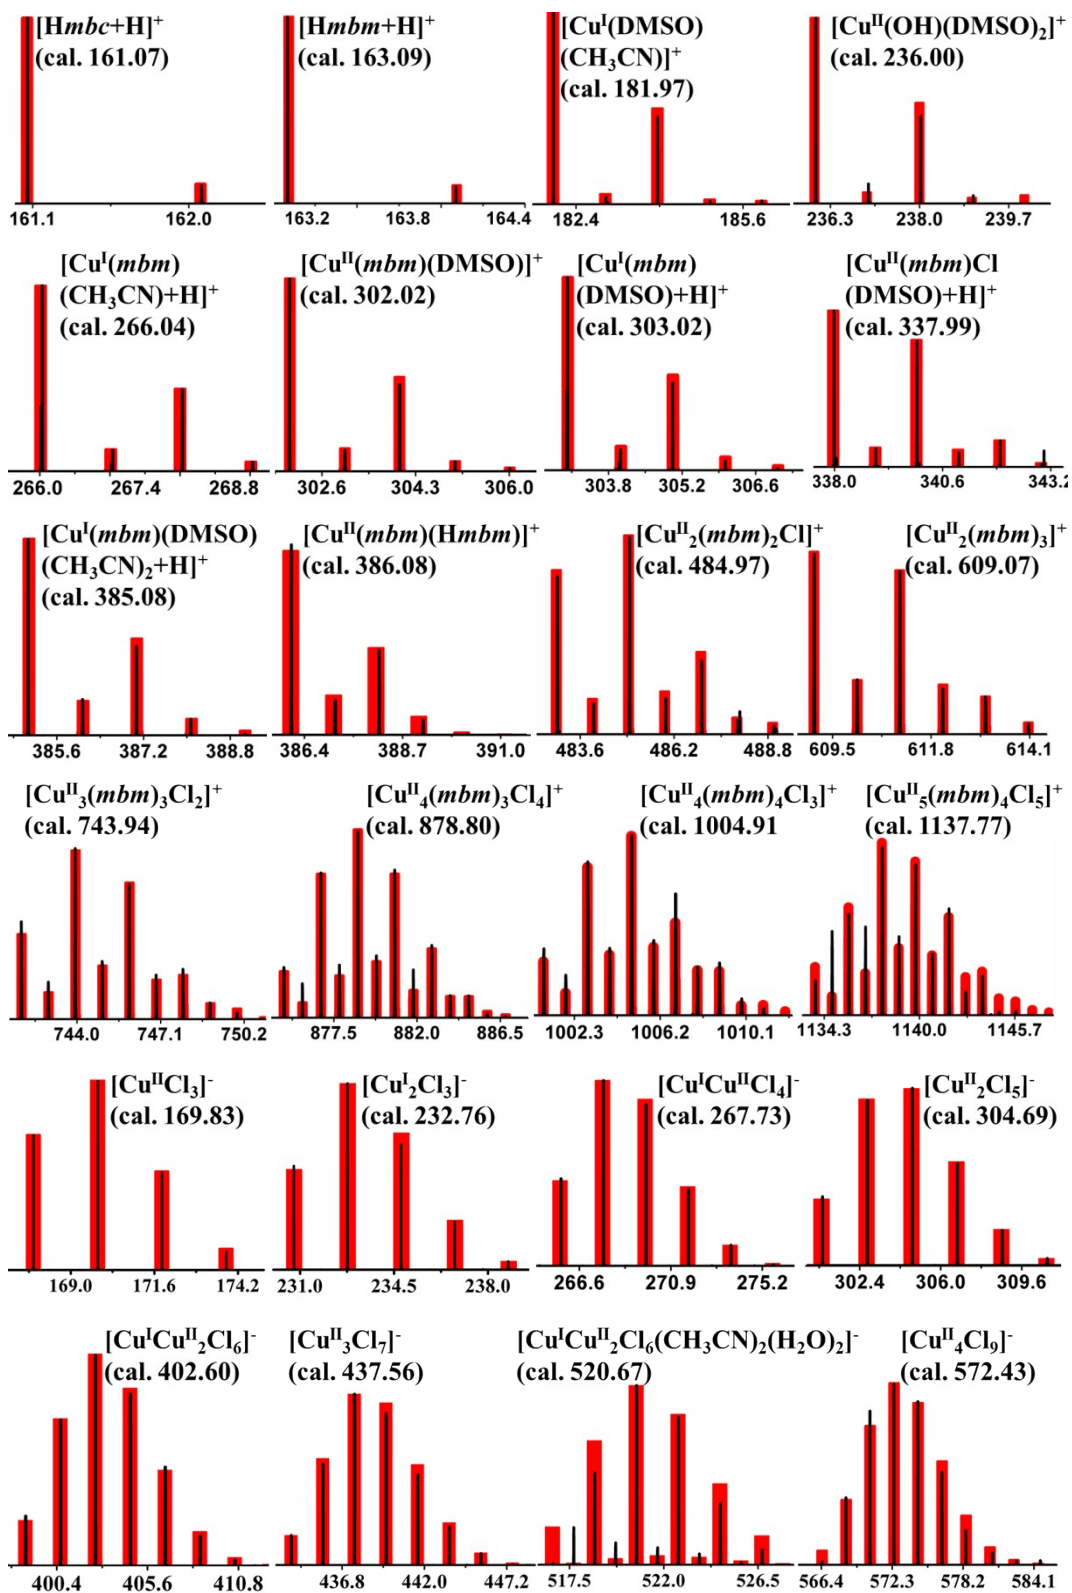 [Hmbc+H]⁺
(cal. 161.07)
161.1 162.0
[Hmbm+H]⁺
(cal. 163.09)
163.2 163.8 164.4
[Cuᴵ(DMSO)
(CH₃CN)]⁺
(cal. 181.97)
182.4 185.6
[Cuᴵᴵ(OH)(DMSO)₂]⁺
(cal. 236.00)
236.3 238.0 239.7
[Cuᴵ(mbm)
(CH₃CN)+H]⁺
(cal. 266.04)
266.0 267.4 268.8
[Cuᴵᴵ(mbm)(DMSO)]⁺
(cal. 302.02)
302.6 304.3 306.0
[Cuᴵ(mbm)
(DMSO)+H]⁺
(cal. 303.02)
303.8 305.2 306.6
[Cuᴵᴵ(mbm)Cl
(DMSO)+H]⁺
(cal. 337.99)
338.0 340.6 343.2
[Cuᴵ(mbm)(DMSO)
(CH₃CN)₂+H]⁺
(cal. 385.08)
385.6 387.2 388.8
[Cuᴵᴵ(mbm)(Hmbm)]⁺
(cal. 386.08)
386.4 388.7 391.0
[Cuᴵᴵ₂(mbm)₂Cl]⁺
(cal. 484.97)
483.6 486.2 488.8
[Cuᴵᴵ₂(mbm)₃]⁺
(cal. 609.07)
609.5 611.8 614.1
[Cuᴵᴵ₃(mbm)₃Cl₂]⁺
(cal. 743.94)
744.0 747.1 750.2
[Cuᴵᴵ₄(mbm)₃Cl₄]⁺
(cal. 878.80)
877.5 882.0 886.5
[Cuᴵᴵ₄(mbm)₄Cl₃]⁺
(cal. 1004.91
1002.3 1006.2 1010.1
[Cuᴵᴵ₅(mbm)₄Cl₅]⁺
(cal. 1137.77)
1134.3 1140.0 1145.7
[CuᴵᴵCl₃]⁻
(cal. 169.83)
169.0 171.6 174.2
[Cuᴵ₂Cl₃]⁻
(cal. 232.76)
231.0 234.5 238.0
[CuᴵCuᴵᴵCl₄]⁻
(cal. 267.73)
266.6 270.9 275.2
[Cuᴵᴵ₂Cl₅]⁻
(cal. 304.69)
302.4 306.0 309.6
[CuᴵCuᴵᴵ₂Cl₆]⁻
(cal. 402.60)
400.4 405.6 410.8
[Cuᴵᴵ₃Cl₇]⁻
(cal. 437.56)
436.8 442.0 447.2
[CuᴵCuᴵᴵ₂Cl₆(CH₃CN)₂(H₂O)₂]⁻
(cal. 520.67)
517.5 522.0 526.5
[Cuᴵᴵ₄Cl₉]⁻
(cal. 572.43)
566.4 572.3 578.2 584.1